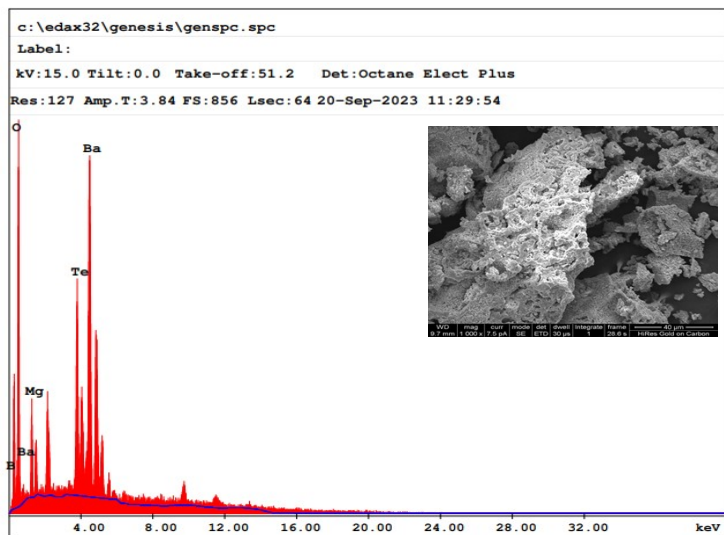 c:\edax32\genesis\genspc.spc
Label:
kV:15.0 Tilt:0.0 Take-off:51.2 Det:Octane Elect Plus
Res:127 Amp.T:3.84 FS:856 Lsec:64 20-Sep-2023 11:29:54
O
Ba
Te
Mg
Ba
B
WD mag curr mode det dwell Integrate frame 40 µm
9.7 mm 1 000 x 7.5 pA SE ETD 30 µs 1 28.6 s HiRes Gold on Carbon
4.00 8.00 12.00 16.00 20.00 24.00 28.00 32.00 keV